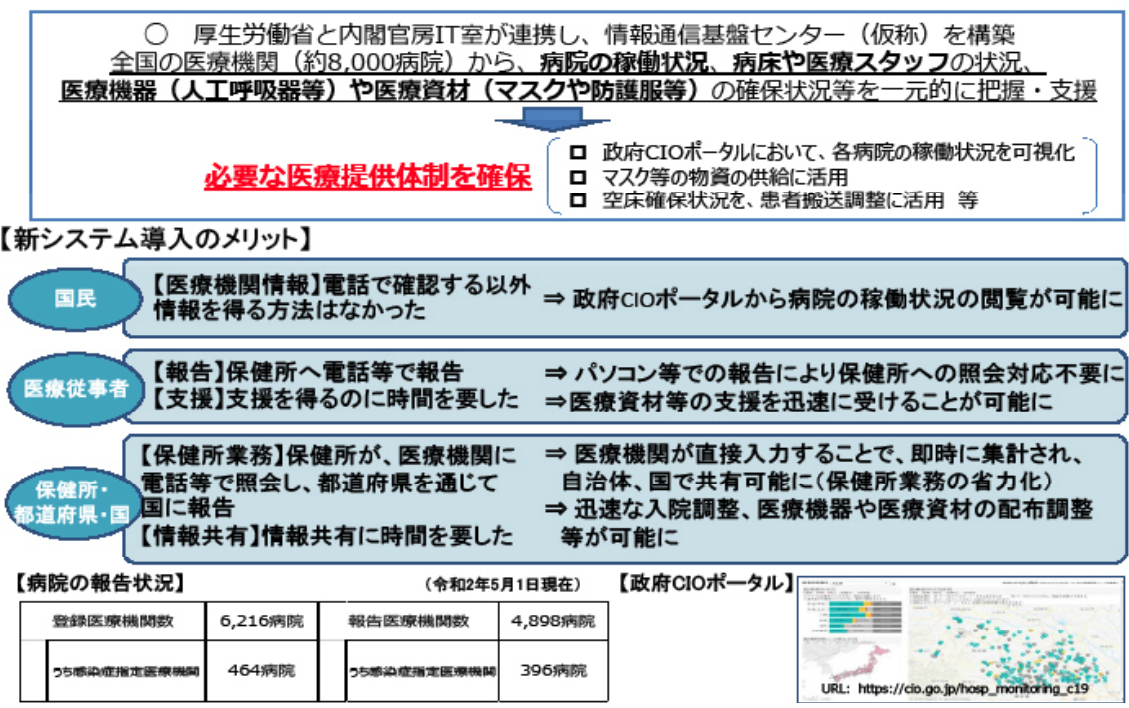 ○ 厚生労働省と内閣官房IT室が連携し、情報通信基盤センター（仮称）を構築
全国の医療機関（約8,000病院）から、病院の稼働状況、病床や医療スタッフの状況、
医療機器（人工呼吸器等）や医療資材（マスクや防護服等）の確保状況等を一元的に把握・支援
必要な医療提供体制を確保
□ 政府CIOポータルにおいて、各病院の稼働状況を可視化
□ マスク等の物資の供給に活用
□ 空床確保状況を、患者搬送調整に活用 等
【新システム導入のメリット】
国民
【医療機関情報】電話で確認する以外
情報を得る方法はなかった
⇒ 政府CIOポータルから病院の稼働状況の閲覧が可能に
医療従事者
【報告】保健所へ電話等で報告
【支援】支援を得るのに時間を要した
⇒ パソコン等での報告により保健所への照会対応不要に
⇒医療資材等の支援を迅速に受けることが可能に
保健所・
都道府県・国
【保健所業務】保健所が、医療機関に
電話等で照会し、都道府県を通じて
国に報告
【情報共有】情報共有に時間を要した
⇒ 医療機関が直接入力することで、即時に集計され、
自治体、国で共有可能に（保健所業務の省力化）
⇒ 迅速な入院調整、医療機器や医療資材の配布調整
等が可能に
【病院の報告状況】
（令和2年5月1日現在）
登録医療機関数 6,216病院 報告医療機関数 4,898病院
うち感染症指定医療機関 464病院 うち感染症指定医療機関 396病院
【政府CIOポータル】
URL: https://cio.go.jp/hosp_monitoring_c19